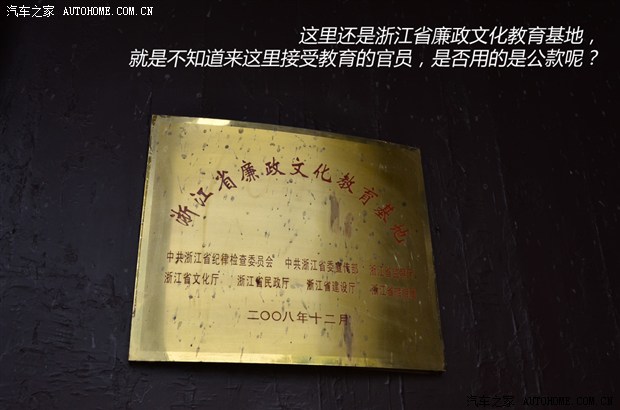 汽车之家 AUTOHOME.COM.CN
这里还是浙江省廉政文化教育基地，
就是不知道来这里接受教育的官员，是否用的是公款呢？
浙江省廉政文化教育基地
中共浙江省纪律检查委员会 中共浙江省委宣传部
浙江省文化厅 浙江省民政厅 浙江省建设厅
二〇〇八年十二月
汽车之家 AUTOHOME.COM.CN